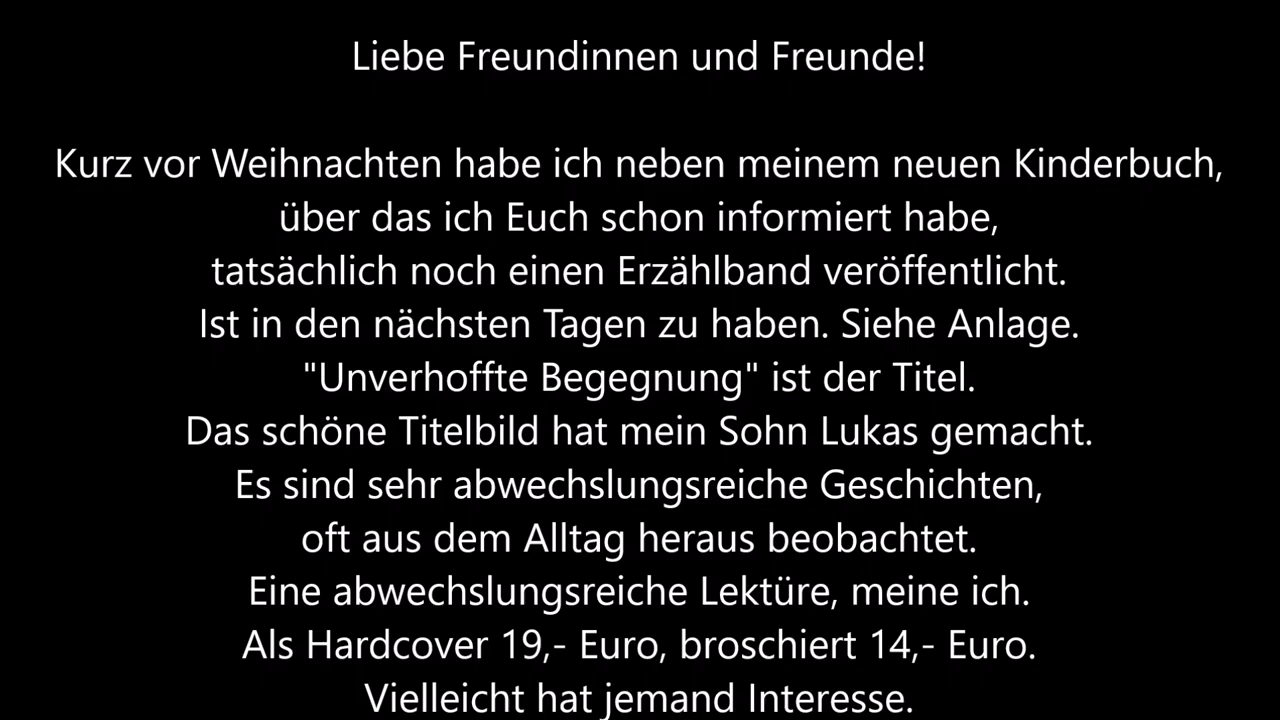 Liebe Freundinnen und Freunde!
Kurz vor Weihnachten habe ich neben meinem neuen Kinderbuch,
über das ich Euch schon informiert habe,
tatsächlich noch einen Erzählband veröffentlicht.
Ist in den nächsten Tagen zu haben. Siehe Anlage.
"Unverhoffte Begegnung" ist der Titel.
Das schöne Titelbild hat mein Sohn Lukas gemacht.
Es sind sehr abwechslungsreiche Geschichten,
oft aus dem Alltag heraus beobachtet.
Eine abwechslungsreiche Lektüre, meine ich.
Als Hardcover 19,- Euro, broschiert 14,- Euro.
Vielleicht hat jemand Interesse.